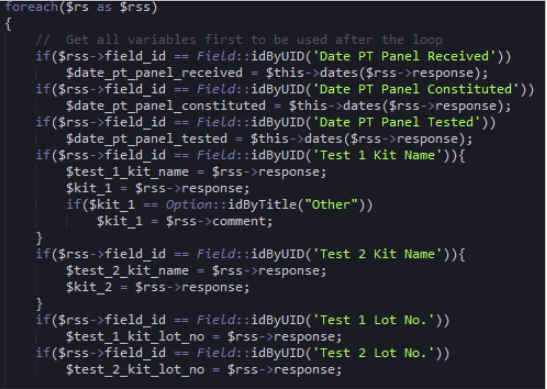 foreach($rs as $rss)
{
//  Get all variables first to be used after the loop
if($rss->field_id == Field::idByUID('Date PT Panel Received'))
$date_pt_panel_received = $this->dates($rss->response);
if($rss->field_id == Field::idByUID('Date PT Panel Constituted'))
$date_pt_panel_constituted = $this->dates($rss->response);
if($rss->field_id == Field::idByUID('Date PT Panel Tested'))
$date_pt_panel_tested = $this->dates($rss->response);
if($rss->field_id == Field::idByUID('Test 1 Kit Name')){
$test_1_kit_name = $rss->response;
$kit_1 = $rss->response;
if($kit_1 == Option::idByTitle("Other"))
$kit_1 = $rss->comment;
}
if($rss->field_id == Field::idByUID('Test 2 Kit Name')){
$test_2_kit_name = $rss->response;
$kit_2 = $rss->response;
}
if($rss->field_id == Field::idByUID('Test 1 Lot No.'))
$test_1_kit_lot_no = $rss->response;
if($rss->field_id == Field::idByUID('Test 2 Lot No.'))
$test_2_kit_lot_no = $rss->response;